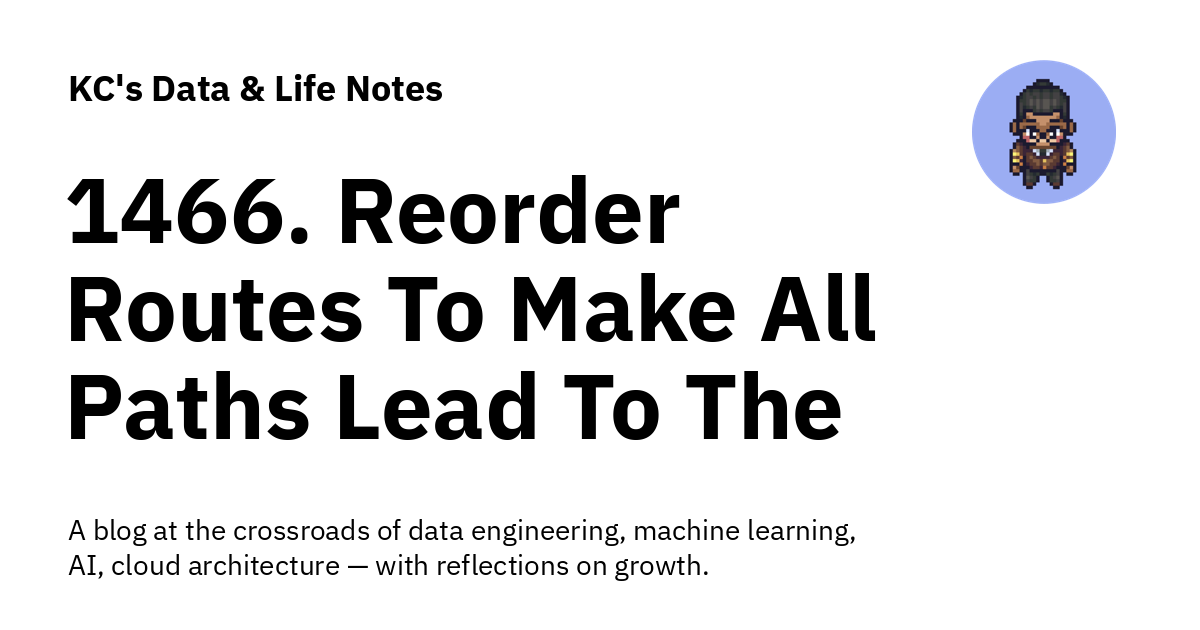 KC's Data & Life Notes
1466. Reorder
Routes To Make All
Paths Lead To The
A blog at the crossroads of data engineering, machine learning,
AI, cloud architecture — with reflections on growth.